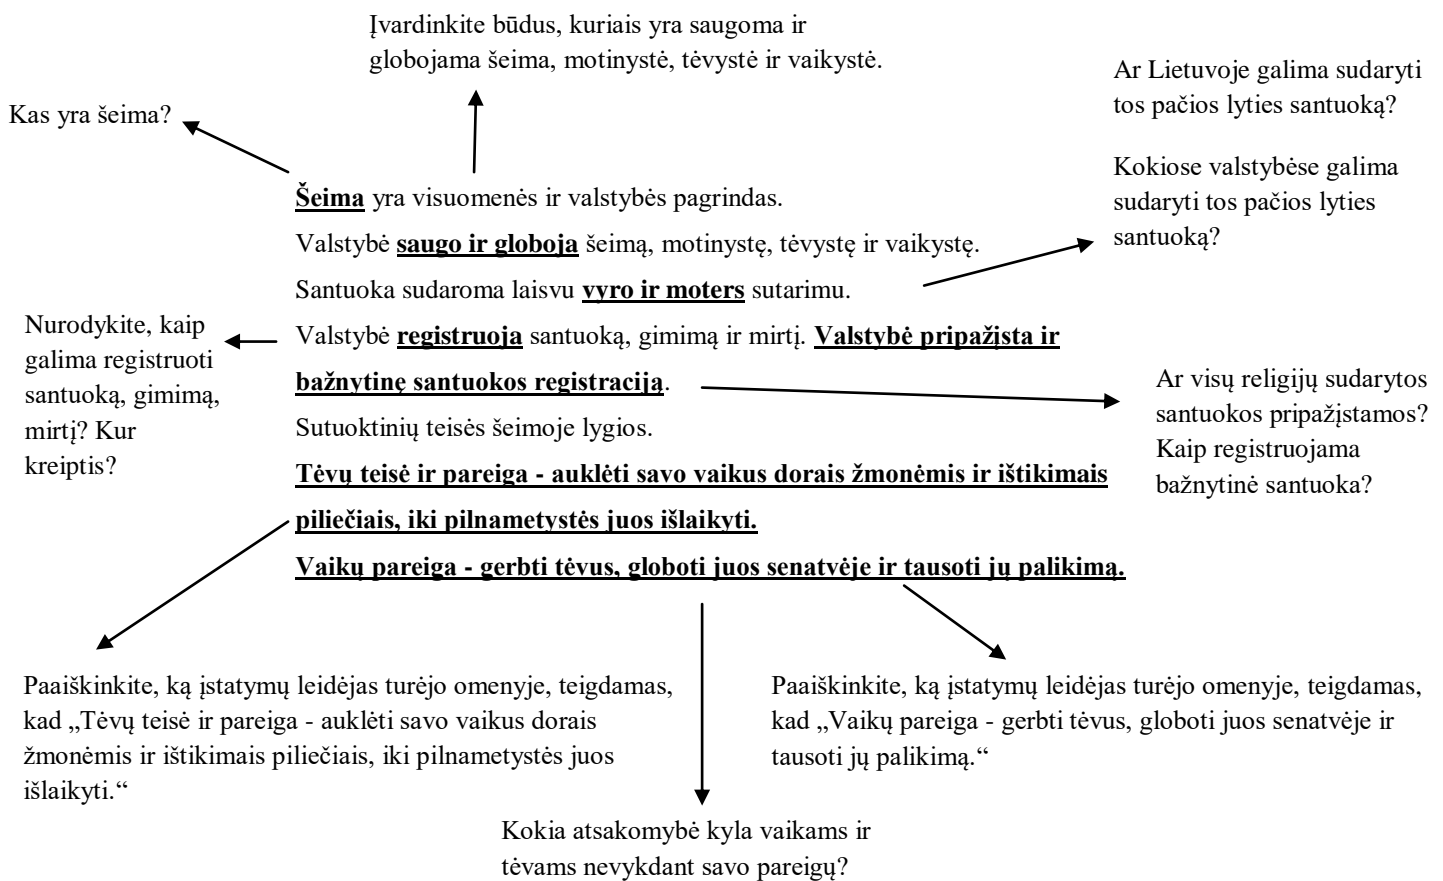 Įvardinkite būdus, kuriais yra saugoma ir
globojama šeima, motinystė, tėvystė ir vaikystė.
Kas yra šeima?
Ar Lietuvoje galima sudaryti
tos pačios lyties santuoką?
Kokiose valstybėse galima
sudaryti tos pačios lyties
santuoką?
Šeima yra visuomenės ir valstybės pagrindas.
Valstybė saugo ir globoja šeimą, motinystę, tėvystę ir vaikystę.
Santuoka sudaroma laisvu vyro ir moters sutarimu.
Valstybė registruoja santuoką, gimimą ir mirtį. Valstybė pripažįsta ir
bažnytinę santuokos registraciją.
Sutuoktinių teisės šeimoje lygios.
Tėvų teisė ir pareiga - auklėti savo vaikus dorais žmonėmis ir ištikimais
piliečiais, iki pilnametystės juos išlaikyti.
Vaikų pareiga - gerbti tėvus, globoti juos senatvėje ir tausoti jų palikimą.
Nurodykite, kaip
galima registruoti
santuoką, gimimą,
mirtį? Kur
kreiptis?
Ar visų religijų sudarytos
santuokos pripažįstamos?
Kaip registruojama
bažnytinė santuoka?
Paaiškinkite, ką įstatymų leidėjas turėjo omenyje, teigdamas,
kad „Tėvų teisė ir pareiga - auklėti savo vaikus dorais
žmonėmis ir ištikimais piliečiais, iki pilnametystės juos
išlaikyti.“
Paaiškinkite, ką įstatymų leidėjas turėjo omenyje, teigdamas,
kad „Vaikų pareiga - gerbti tėvus, globoti juos senatvėje ir
tausoti jų palikimą.“
Kokia atsakomybė kyla vaikams ir
tėvams nevykdant savo pareigų?